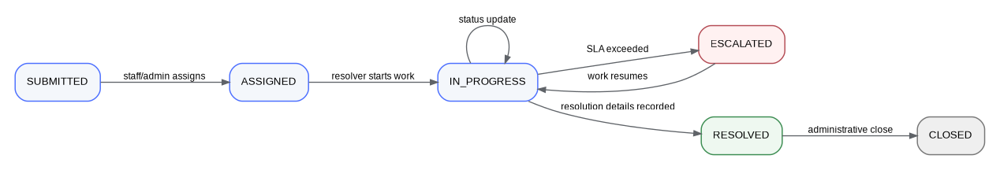 status update
SLA exceeded
ESCALATED
SUBMITTED
staff/admin assigns
ASSIGNED
resolver starts work
IN_PROGRESS
work resumes
resolution details recorded
RESOLVED
administrative close
CLOSED